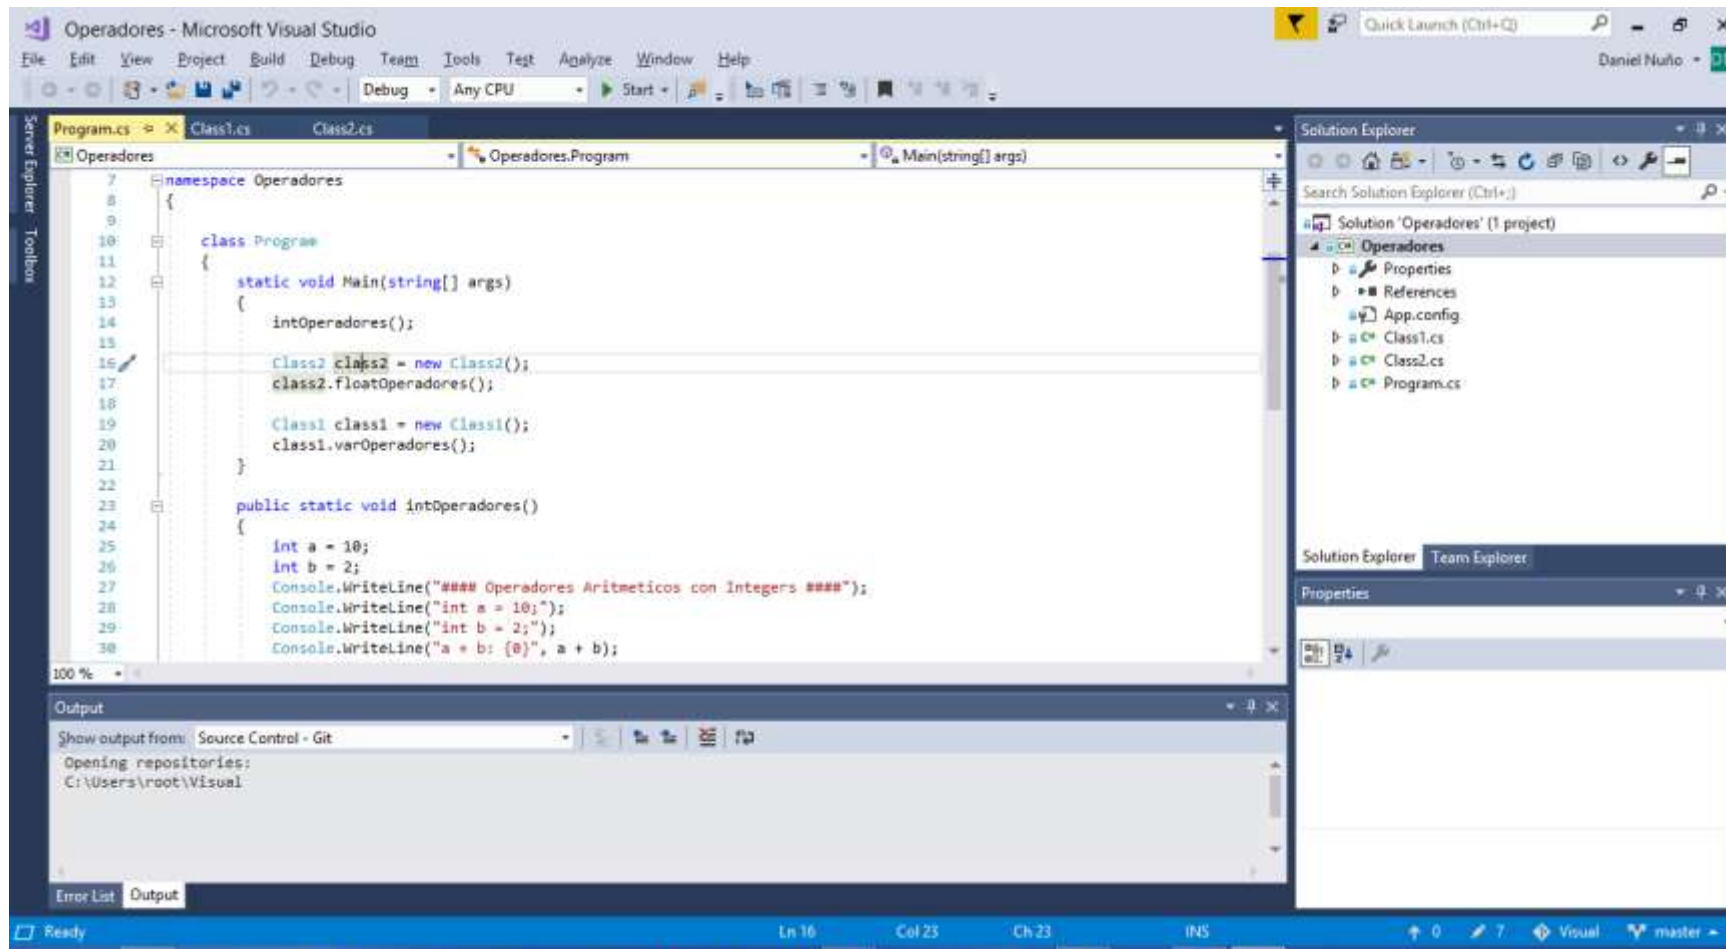 Operadores - Microsoft Visual Studio
Quick Launch (Ctrl+Q)
File Edit View Project Build Debug Team Tools Test Analyze Window Help
Daniel Nuño
Debug Any CPU Start
Server Explorer Toolbox
Program.cs Class1.cs Class2.cs
Operadores Operadores.Program Main(string[] args)
7 namespace Operadores
8 {
9
10 class Program
11 {
12 static void Main(string[] args)
13 {
14 intOperadores();
15
16 Class2 class2 = new Class2();
17 class2.floatOperadores();
18
19 Class1 class1 = new Class1();
20 class1.varOperadores();
21 }
22
23 public static void intOperadores()
24 {
25 int a = 10;
26 int b = 2;
27 Console.WriteLine("#### Operadores Aritmeticos con Integers ####");
28 Console.WriteLine("int a = 10;");
29 Console.WriteLine("int b = 2;");
30 Console.WriteLine("a + b: {0}", a + b);
100 %
Output
Show output from: Source Control - Git
Opening repositories:
C:\Users\root\Visual
Error List Output
Solution Explorer
Search Solution Explorer (Ctrl+;)
Solution 'Operadores' (1 project)
Operadores
Properties
References
App.config
Class1.cs
Class2.cs
Program.cs
Solution Explorer Team Explorer
Properties
Ready Ln 16 Col 23 Ch 23 INS 0 7 Visual master